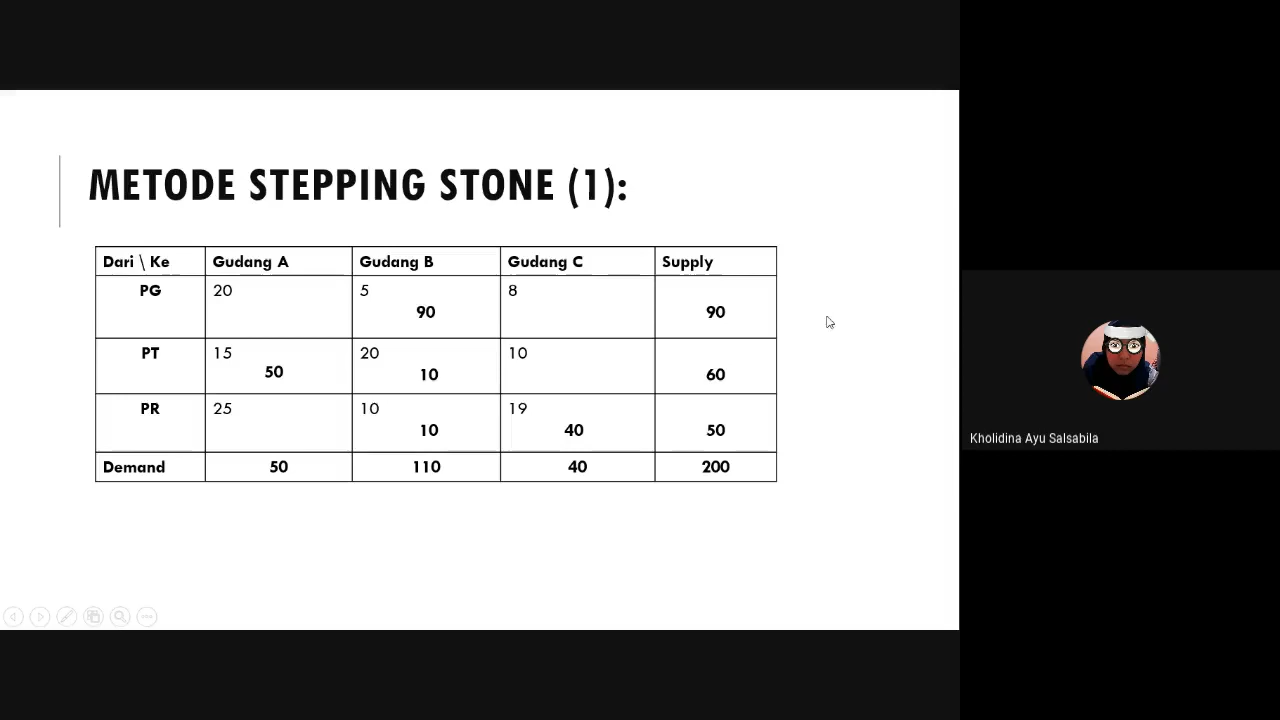 METODE STEPPING STONE (1):
Dari \ Ke Gudang A Gudang B Gudang C Supply
PG 20 5 8
90 90
PT 15 20 10
50 10 60
PR 25 10 19
10 40 50
Demand 50 110 40 200
Kholidina Ayu Salsabila